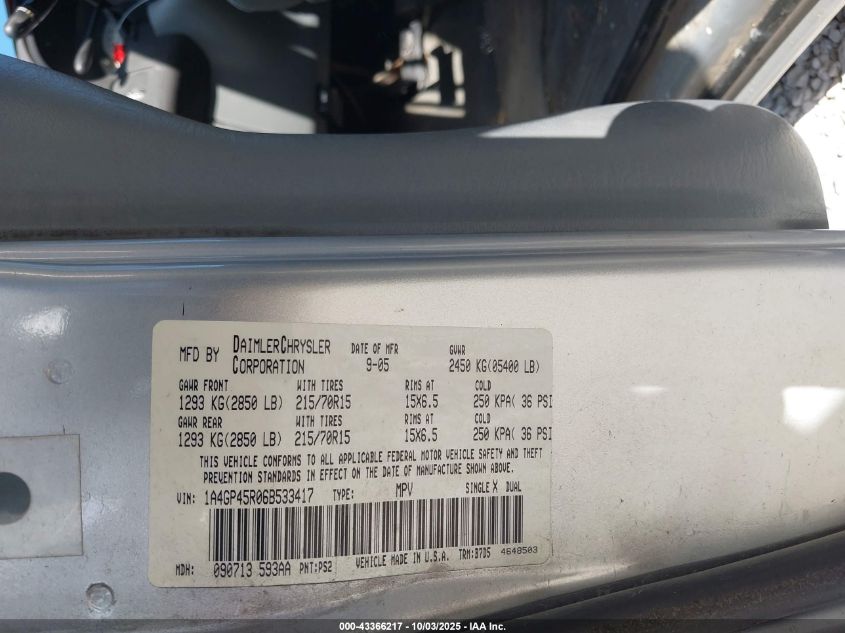 MFD BY DAIMLERCHRYSLER CORPORATION DATE OF MFR 9-05 GVWR 2450 KG(05400 LB)
GAWR FRONT WITH TIRES RIMS AT COLD
1293 KG(2850 LB) 215/70R15 15X6.5 250 KPA( 36 PSI
GAWR REAR WITH TIRES RIMS AT COLD
1293 KG(2850 LB) 215/70R15 15X6.5 250 KPA( 36 PSI
THIS VEHICLE CONFORMS TO ALL APPLICABLE FEDERAL MOTOR VEHICLE SAFETY AND THEFT
PREVENTION STANDARDS IN EFFECT ON THE DATE OF MANUFACTURE SHOWN ABOVE.
VIN: 1A4GP45R06B533417 TYPE: MPV SINGLE X DUAL
MDH: 090713 593AA PNT:PS2 VEHICLE MADE IN U.S.A. TRM:B7D5 4648503
000-43366217 - 10/03/2025 - IAA Inc.